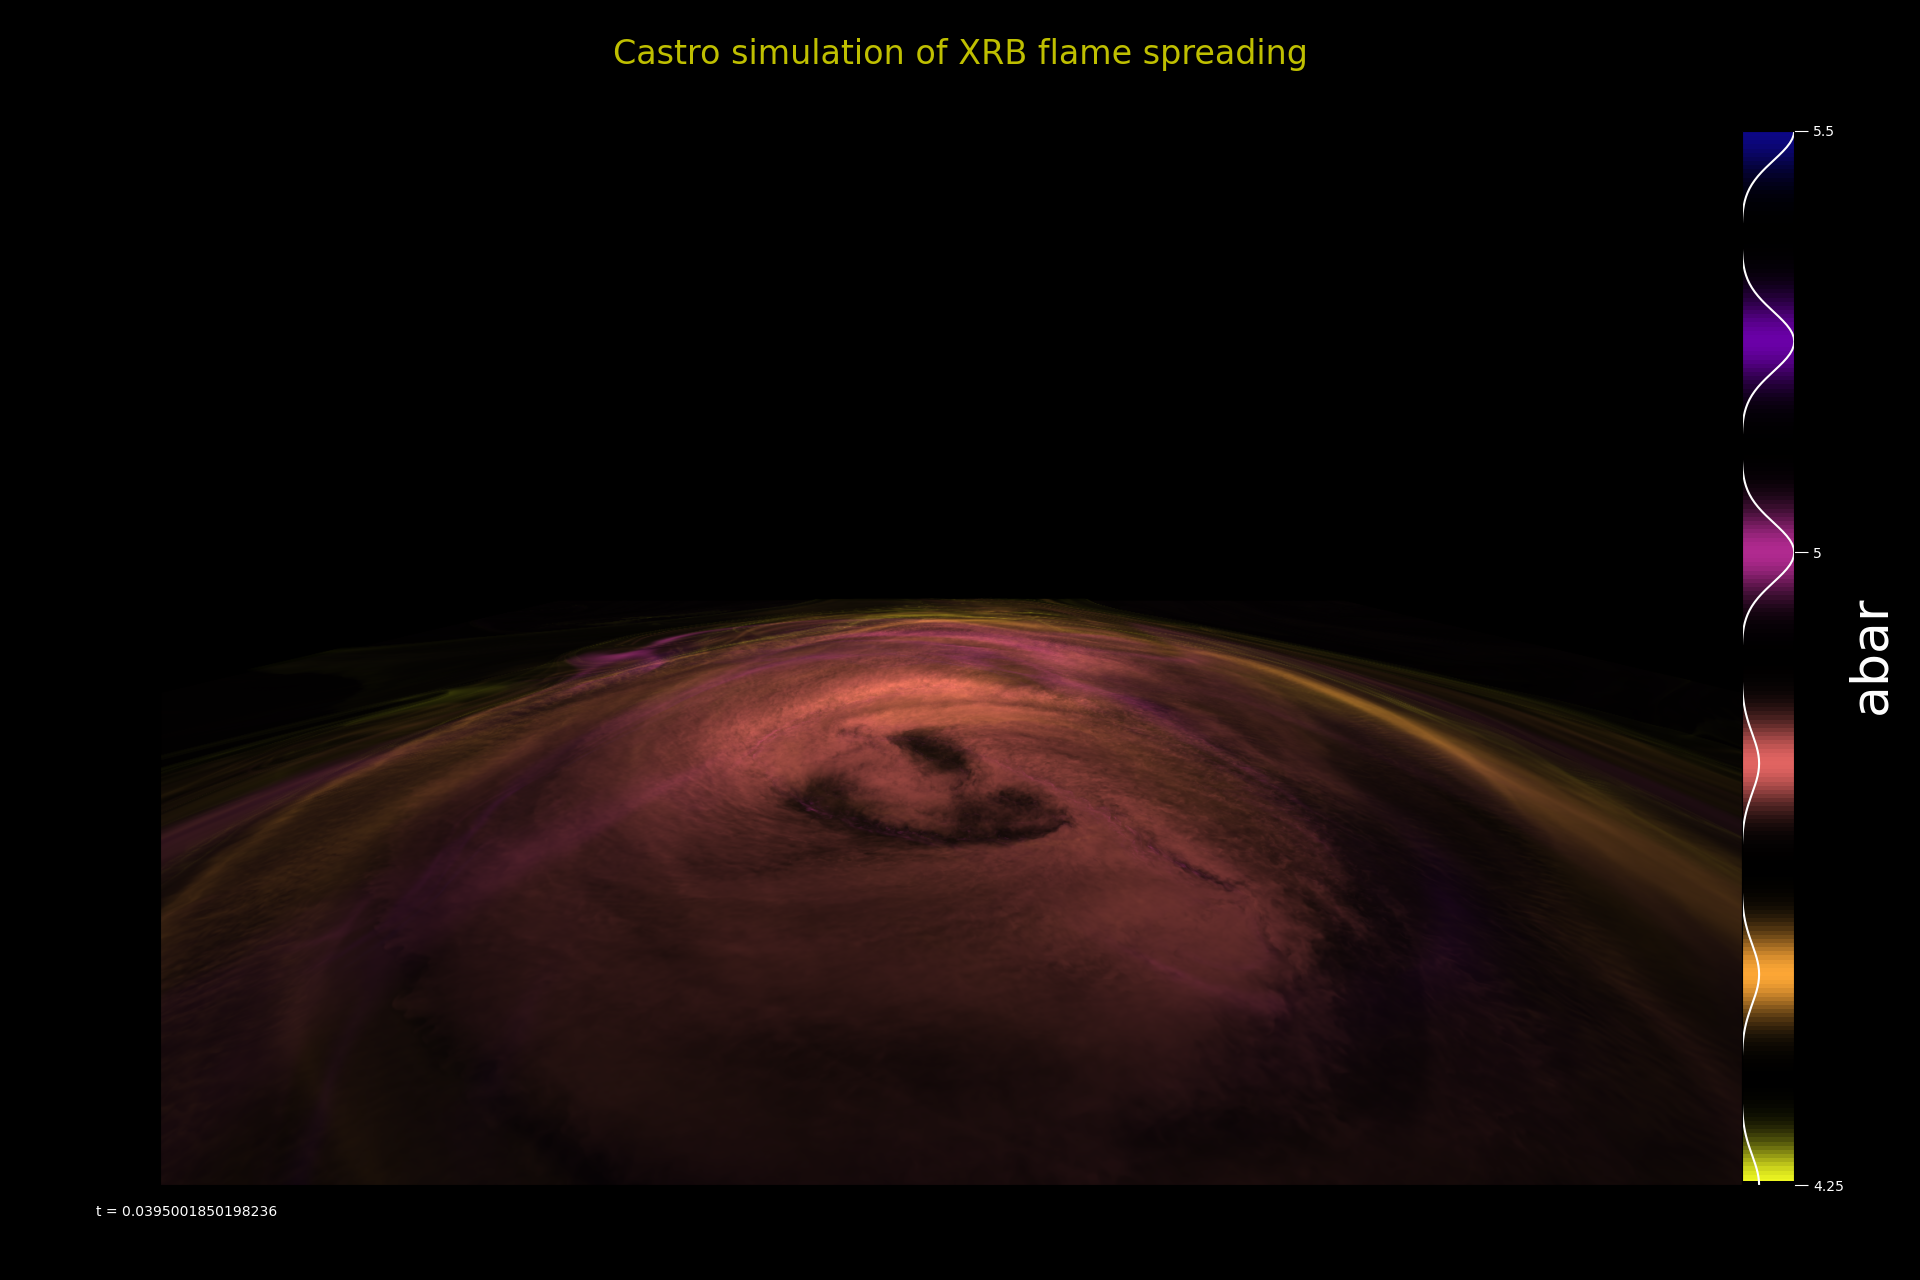 Castro simulation of XRB flame spreading
5.5
5
abar
4.25
t = 0.0395001850198236